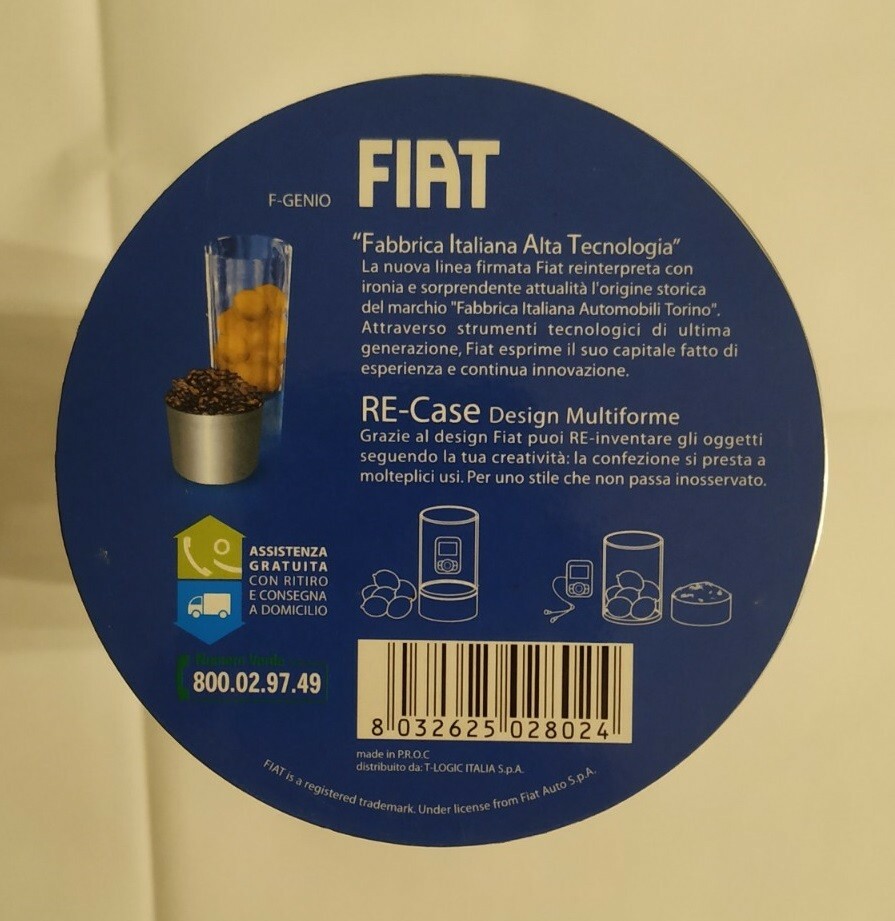 FIAT
F-GENIO
"Fabbrica Italiana Alta Tecnologia"
La nuova linea firmata Fiat reinterpreta con
ironia e sorprendente attualità l'origine storica
del marchio "Fabbrica Italiana Automobili Torino".
Attraverso strumenti tecnologici di ultima
generazione, Fiat esprime il suo capitale fatto di
esperienza e continua innovazione.
RE-Case Design Multiforme
Grazie al design Fiat puoi RE-inventare gli oggetti
seguendo la tua creatività: la confezione si presta a
molteplici usi. Per uno stile che non passa inosservato.
ASSISTENZA
GRATUITA
CON RITIRO
E CONSEGNA
A DOMICILIO
Numero Verde
800.02.97.49
8 032625 028024
made in P.R.O.C
distribuito da: T-LOGIC ITALIA S.p.A.
FIAT is a registered trademark. Under license from Fiat Auto S.p.A.